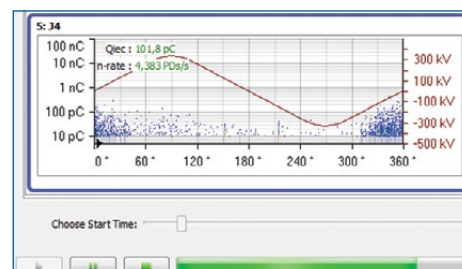 5: 34
Qiec : 101,8 pC
n-rate : 4,383 PDs/s
100 nC
10 nC
1 nC
100 pC
10 pC
300 kV
100 kV
-100 kV
-300 kV
-500 kV
0 °
60 °
120 °
180 °
240 °
300 °
360 °
Choose Start Time: